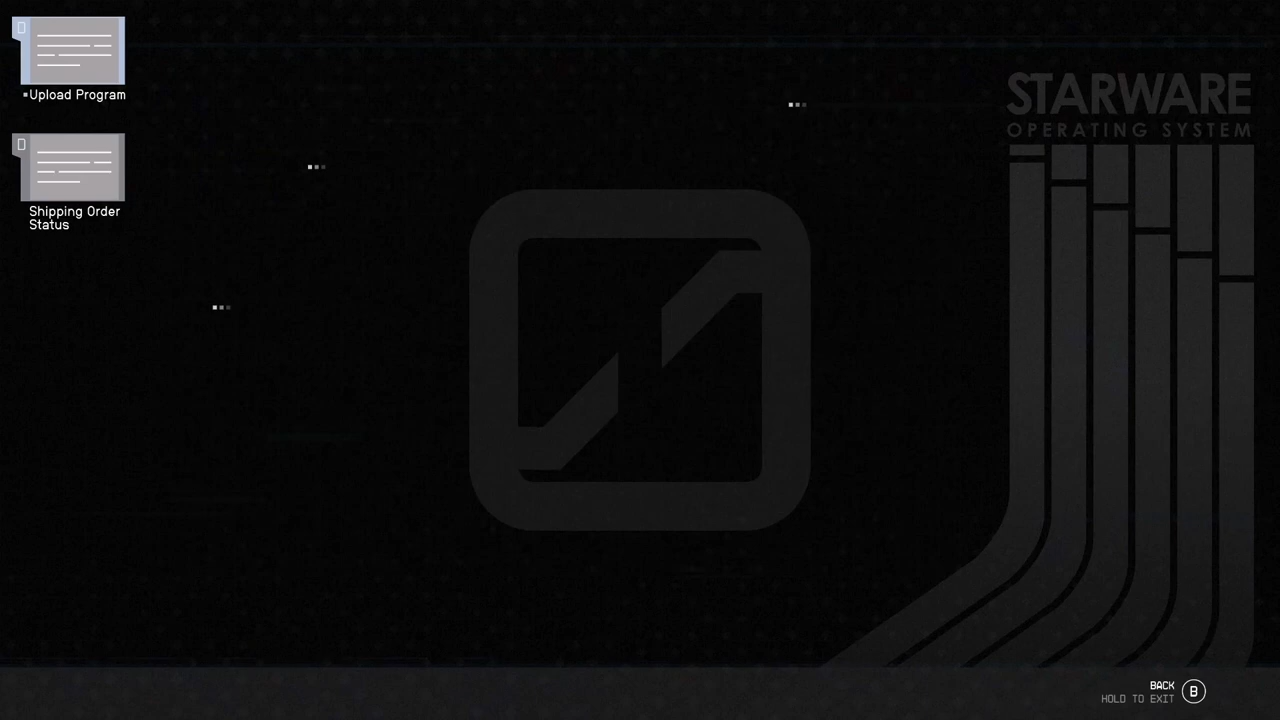 Upload Program
Shipping Order
Status
STARWARE
OPERATING SYSTEM
BACK
HOLD TO EXIT
B